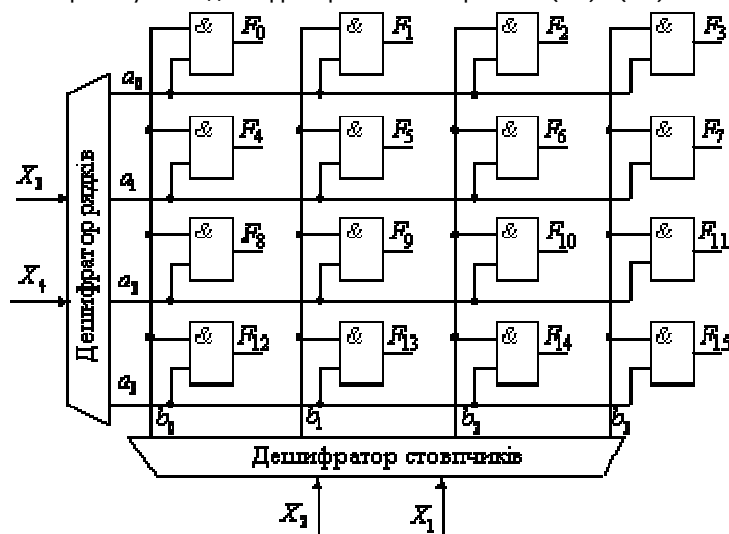 & F0 & F1 & F2 & F3
a0
& F4 & F5 & F6 & F7
X3
a1
& F8 & F9 & F10 & F11
X4
a2
& F12 & F13 & F14 & F15
a3
Дешифратор рядків
b0 b1 b2 b3
Дешифратор стовпчиків
X2 X1